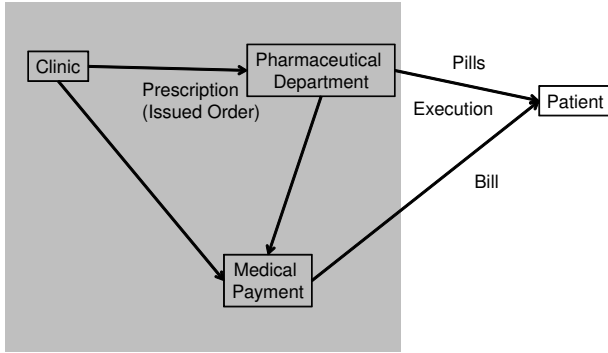 Clinic
Pharmaceutical
Department
Prescription
(Issued Order)
Pills
Execution
Patient
Bill
Medical
Payment